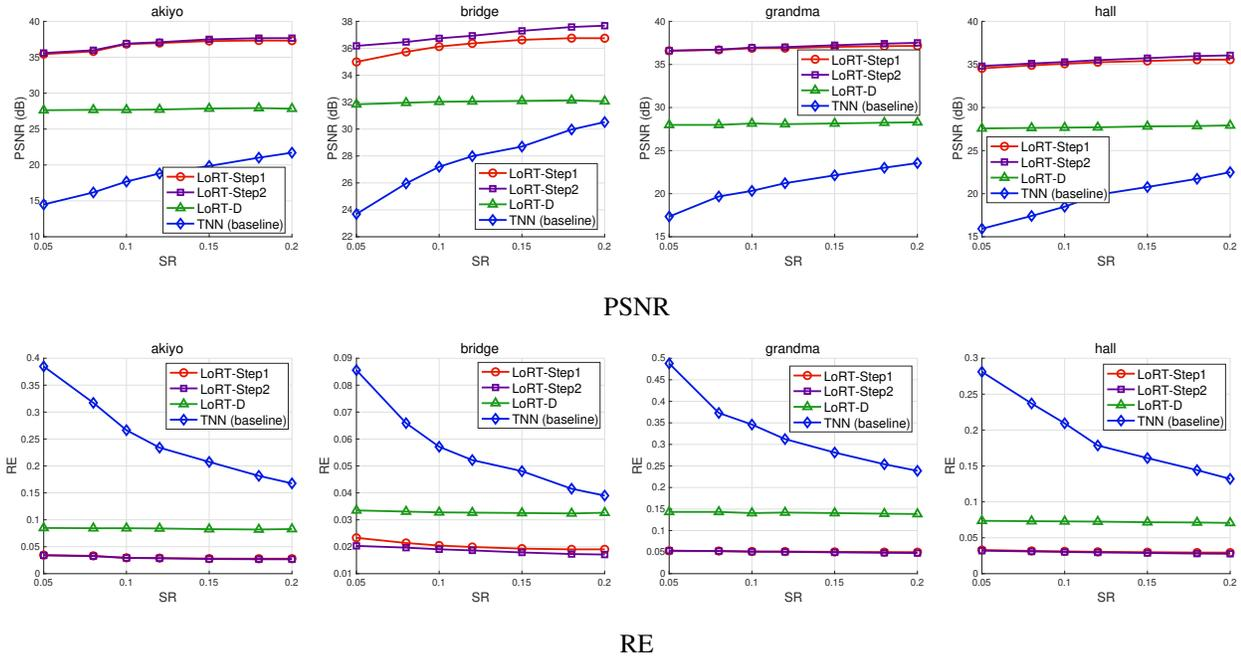 akiyo
40
35
30
25
20
15
10
PSNR (dB)
0.05 0.1 0.15 0.2
SR
LoRT-Step1
LoRT-Step2
LoRT-D
TNN (baseline)
bridge
38
36
34
32
30
28
26
24
22
PSNR (dB)
0.05 0.1 0.15 0.2
SR
LoRT-Step1
LoRT-Step2
LoRT-D
TNN (baseline)
grandma
40
35
30
25
20
15
PSNR (dB)
0.05 0.1 0.15 0.2
SR
LoRT-Step1
LoRT-Step2
LoRT-D
TNN (baseline)
hall
40
35
30
25
20
15
PSNR (dB)
0.05 0.1 0.15 0.2
SR
LoRT-Step1
LoRT-Step2
LoRT-D
TNN (baseline)
PSNR
akiyo
0.4
0.35
0.3
0.25
0.2
0.15
0.1
0.05
0
RE
0.05 0.1 0.15 0.2
SR
LoRT-Step1
LoRT-Step2
LoRT-D
TNN (baseline)
bridge
0.09
0.08
0.07
0.06
0.05
0.04
0.03
0.02
0.01
RE
0.05 0.1 0.15 0.2
SR
LoRT-Step1
LoRT-Step2
LoRT-D
TNN (baseline)
grandma
0.5
0.45
0.4
0.35
0.3
0.25
0.2
0.15
0.1
0.05
0
RE
0.05 0.1 0.15 0.2
SR
LoRT-Step1
LoRT-Step2
LoRT-D
TNN (baseline)
hall
0.3
0.25
0.2
0.15
0.1
0.05
0
RE
0.05 0.1 0.15 0.2
SR
LoRT-Step1
LoRT-Step2
LoRT-D
TNN (baseline)
RE